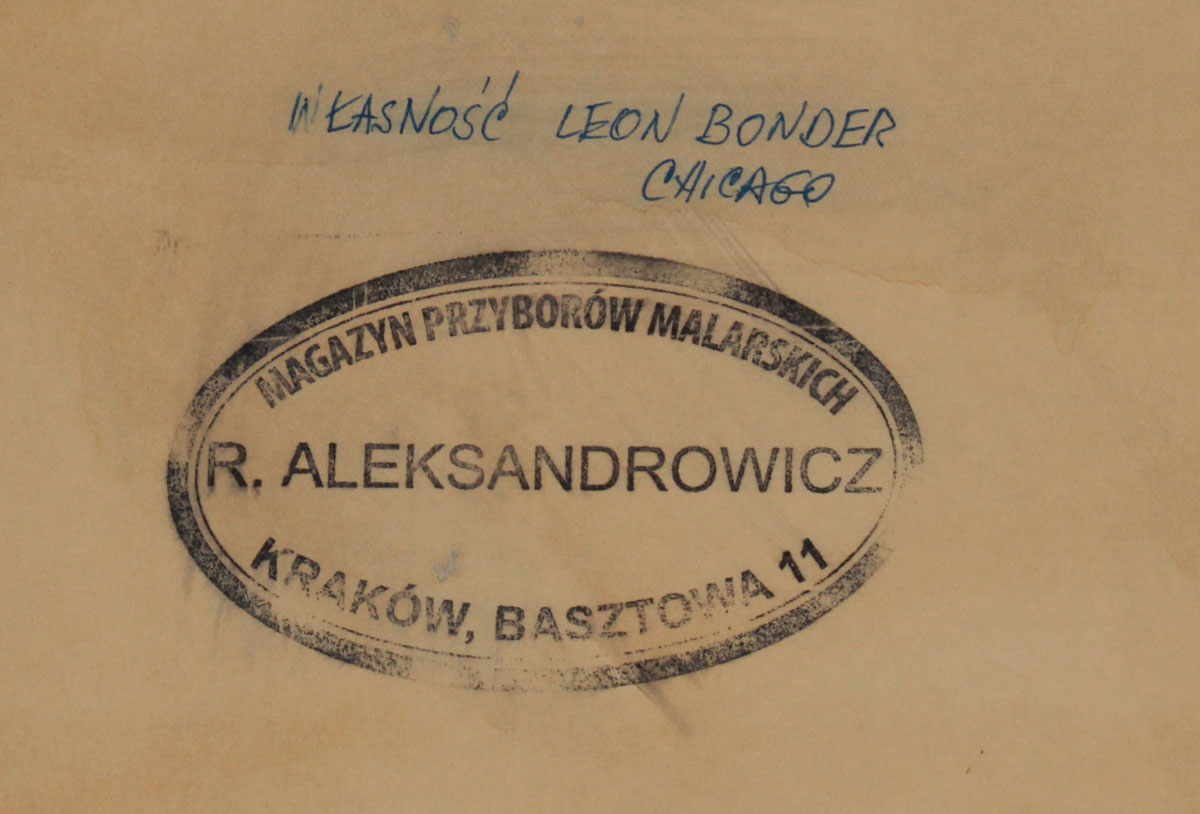 WŁASNOŚĆ LEON BONDER
CHICAGO
MAGAZYN PRZYBORÓW MALARSKICH
R. ALEKSANDROWICZ
KRAKÓW, BASZTOWA 11